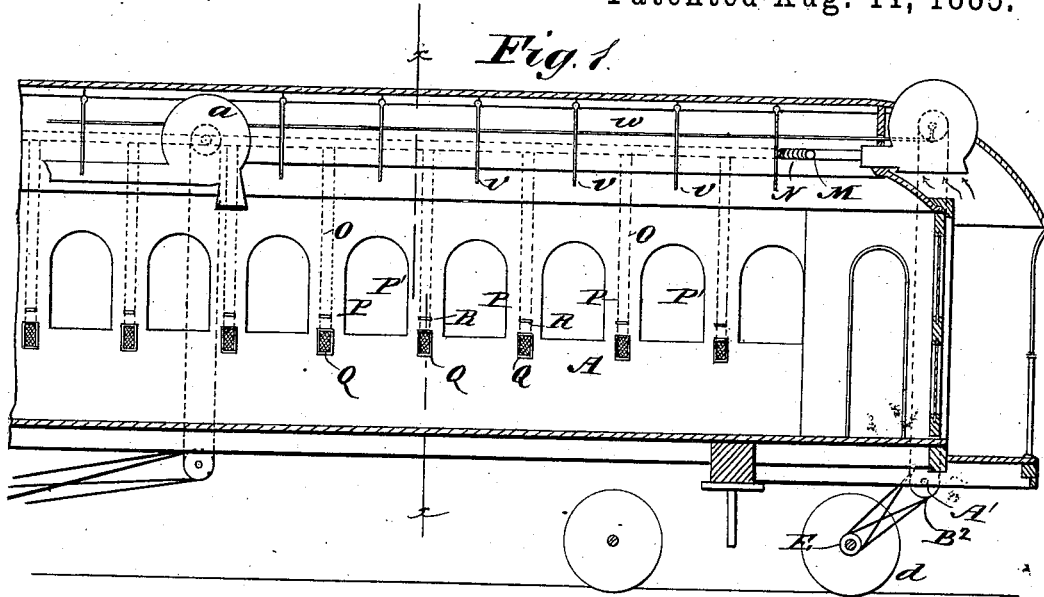 Patented Aug. 11, 1885.
Fig. 1.
x
a
w
v v v N M
O O
P P' P P P'
R R
Q Q Q A
x
E A'
B²
d